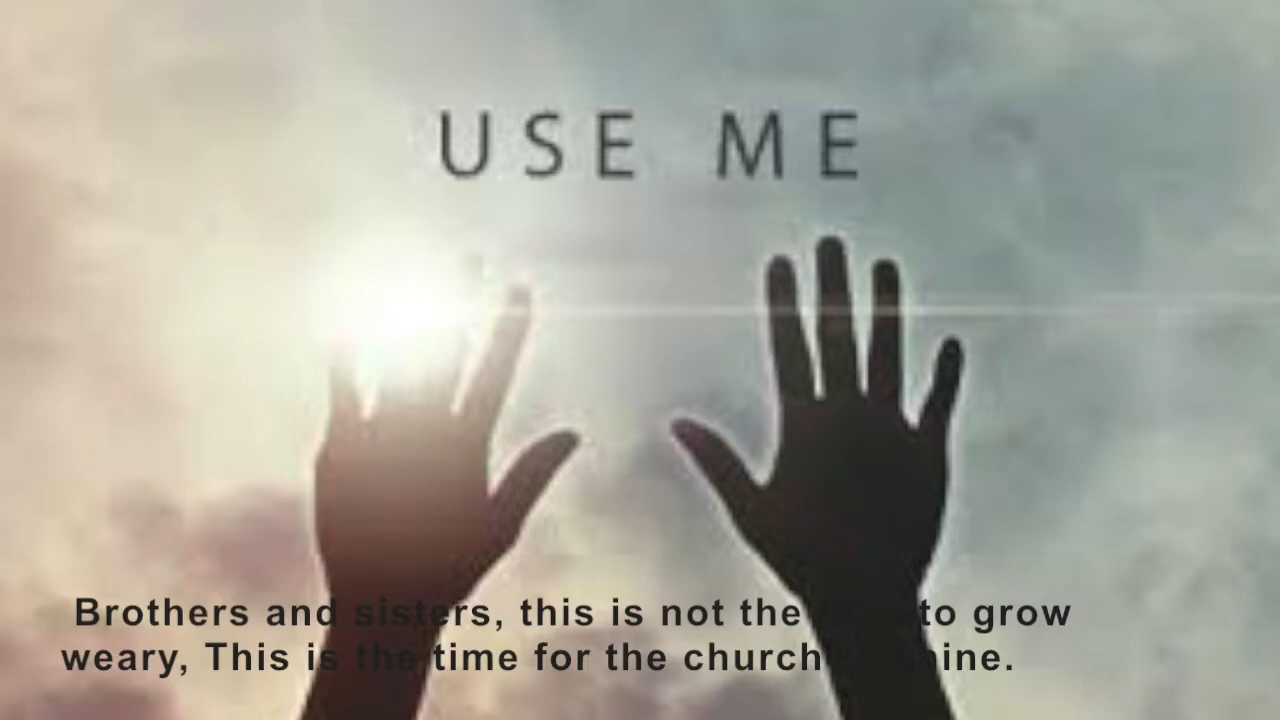 USE ME
Brothers and sisters, this is not the to grow
weary, This is the time for the church